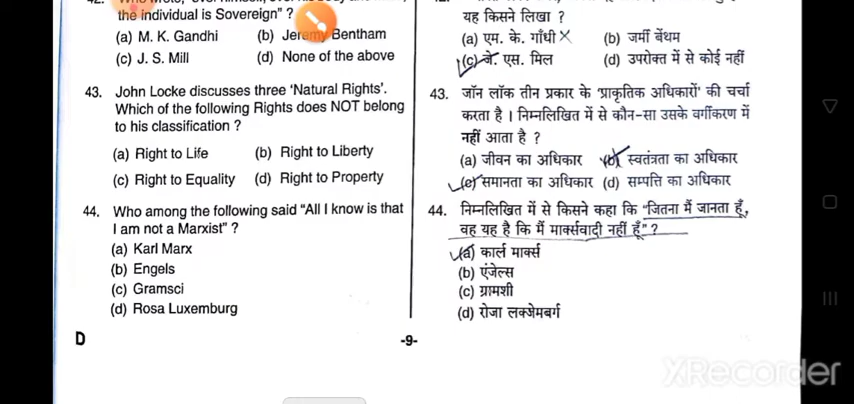 the individual is Sovereign" ?
(a) M. K. Gandhi (b) Jeremy Bentham
(c) J. S. Mill (d) None of the above
43. John Locke discusses three 'Natural Rights'.
Which of the following Rights does NOT belong
to his classification ?
(a) Right to Life (b) Right to Liberty
(c) Right to Equality (d) Right to Property
44. Who among the following said "All I know is that
I am not a Marxist" ?
(a) Karl Marx
(b) Engels
(c) Gramsci
(d) Rosa Luxemburg
D
-9-
यह किसने लिखा ?
(a) एम. के. गाँधी (b) जर्मी बेंथम
(c) जे. एस. मिल (d) उपरोक्त में से कोई नहीं
43. जॉन लॉक तीन प्रकार के 'प्राकृतिक अधिकारों' की चर्चा
करता है । निम्नलिखित में से कौन-सा उसके वर्गीकरण में
नहीं आता है ?
(a) जीवन का अधिकार (b) स्वतंत्रता का अधिकार
(c) समानता का अधिकार (d) सम्पत्ति का अधिकार
44. निम्नलिखित में से किसने कहा कि "जितना मैं जानता हूँ,
वह यह है कि मैं मार्क्सवादी नहीं हूँ" ?
(a) कार्ल मार्क्स
(b) एंजेल्स
(c) ग्रामशी
(d) रोजा लक्जेमबर्ग
XRecorder